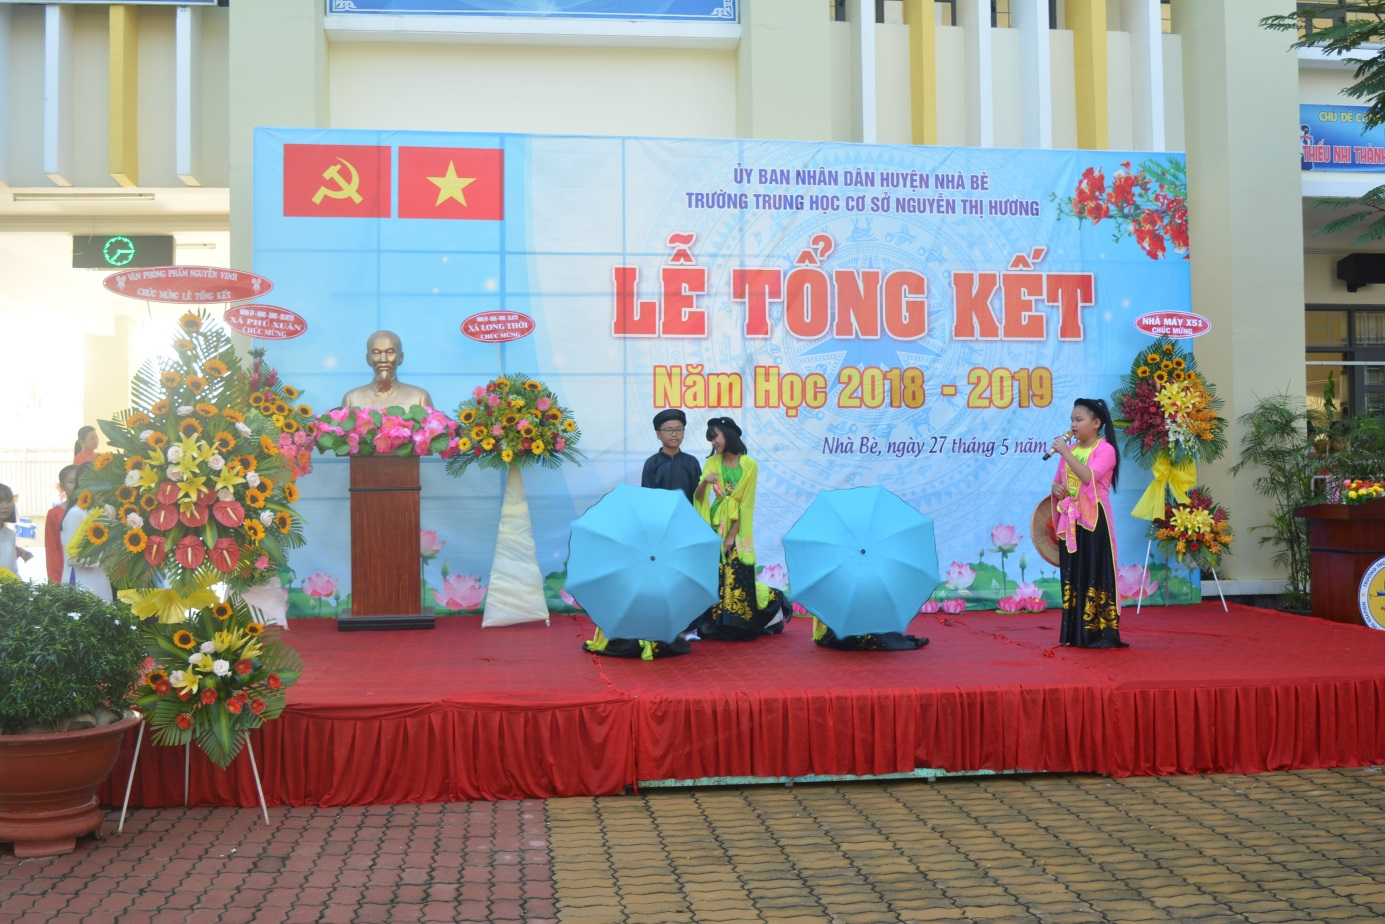 ỦY BAN NHÂN DÂN HUYỆN NHÀ BÈ
TRƯỜNG TRUNG HỌC CƠ SỞ NGUYỄN THỊ HƯƠNG
LỄ TỔNG KẾT
Năm Học 2018 - 2019
Nhà Bè, ngày 27 tháng 5 năm
VĂN PHÒNG PHẨM NGUYÊN VINH
CHÚC MỪNG LỄ TỔNG KẾT
XÃ PHÚ XUÂN
CHÚC MỪNG
XÃ LONG THỚI
CHÚC MỪNG
NHÀ MÁY X51
CHÚC MỪNG
CHỦ ĐỀ
THIẾU NHI THÀNH